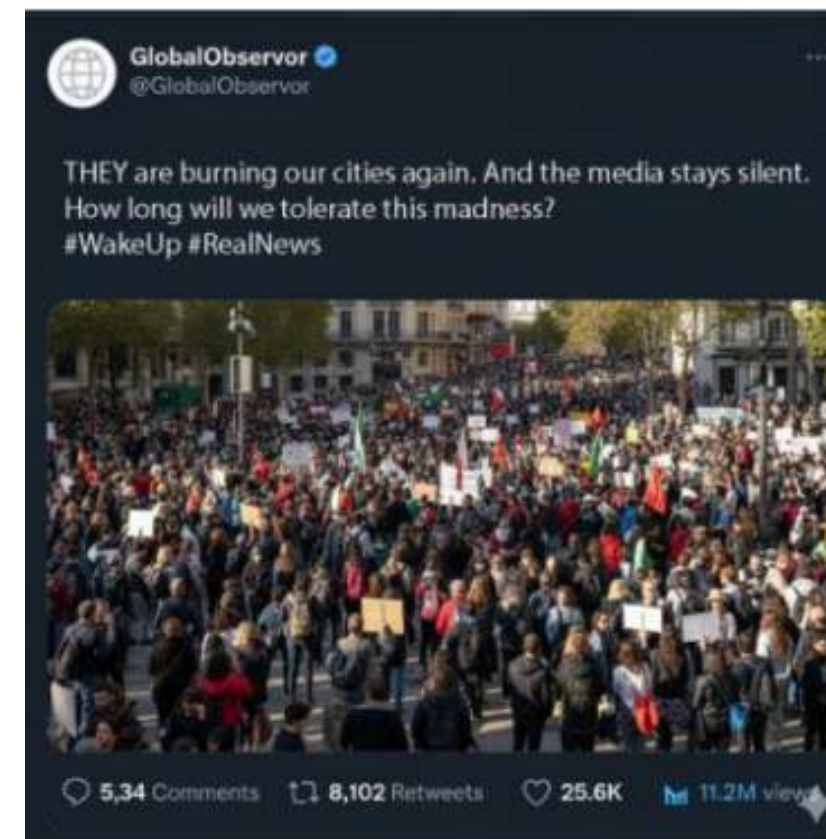 GlobalObservor
@GlobalObservor
THEY are burning our cities again. And the media stays silent.
How long will we tolerate this madness?
#WakeUp #RealNews
5,34 Comments 8,102 Retweets 25.6K 11.2M views